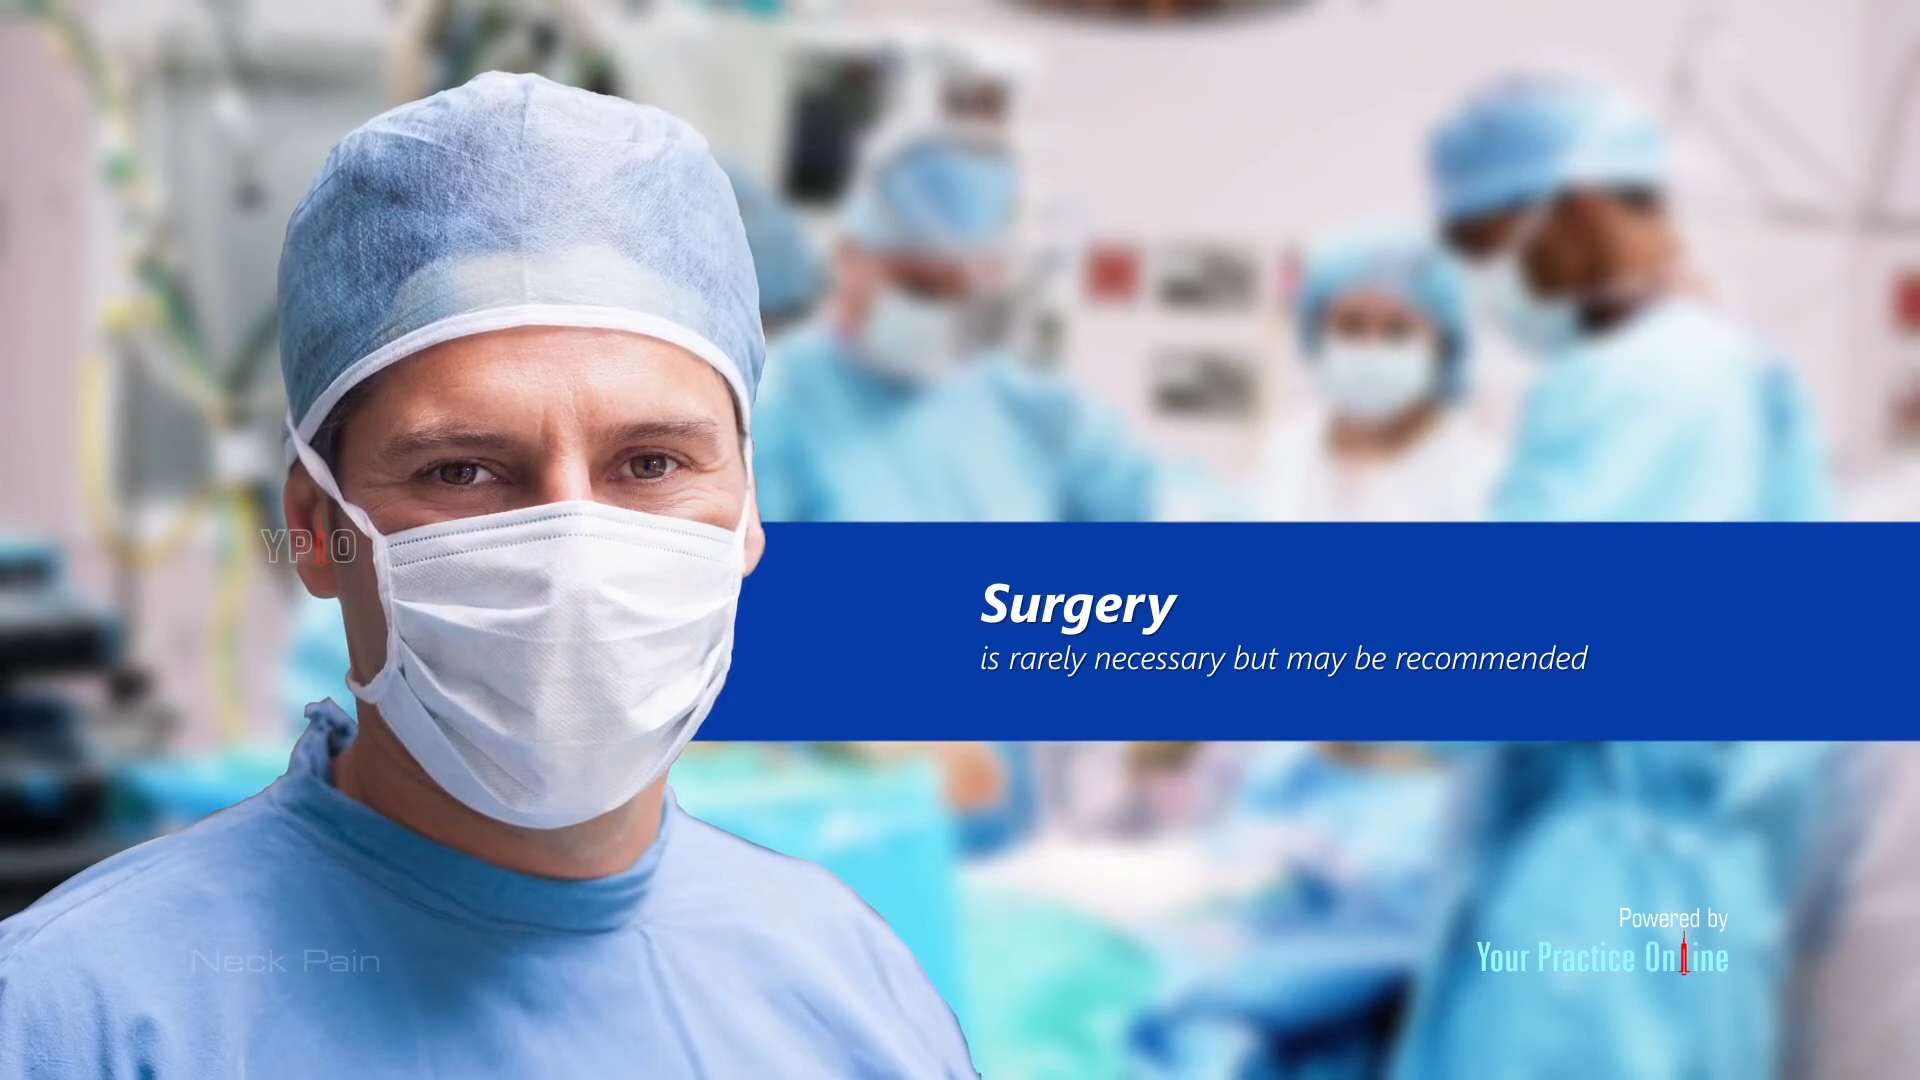 YPO
Surgery
is rarely necessary but may be recommended
Powered by
Your Practice Online
Neck Pain